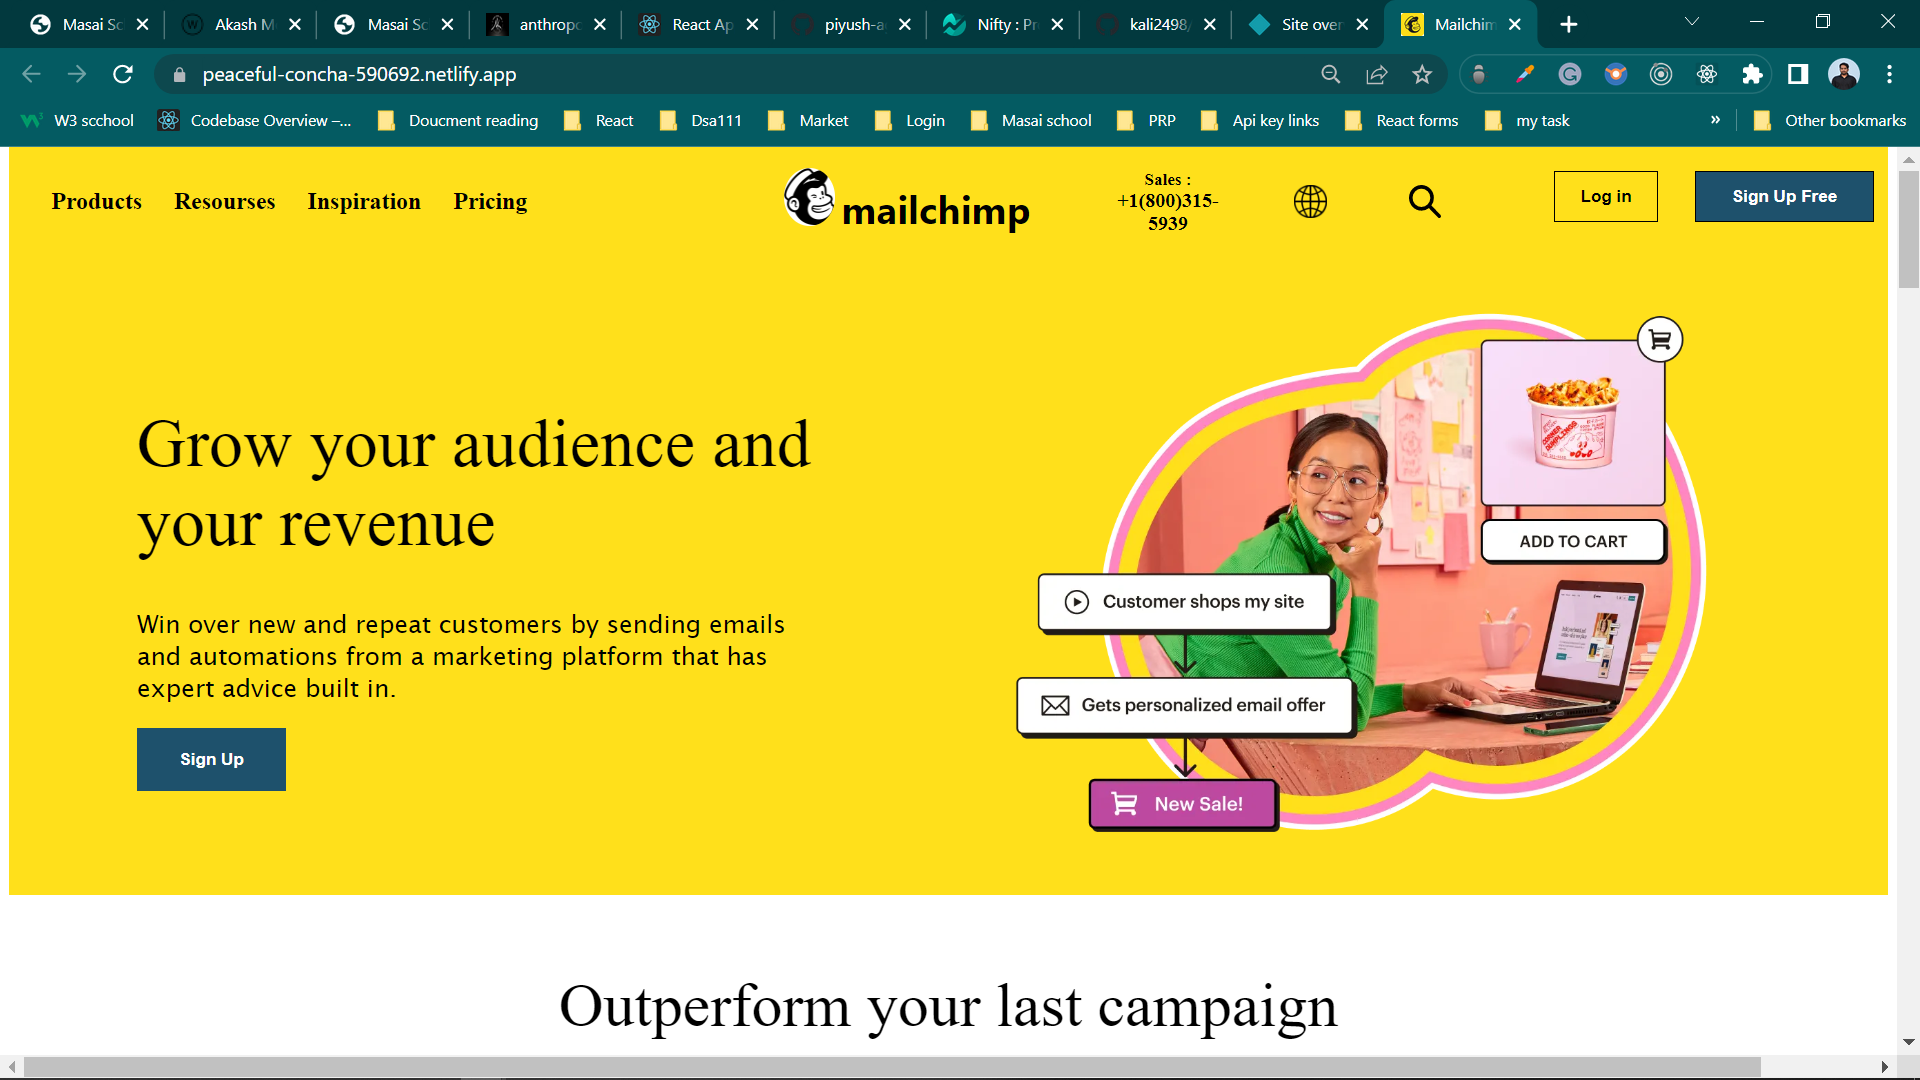 Masai Sc
Akash M
Masai Sc
anthropo
React Ap
piyush-a
Nifty : Pr
kali2498/
Site over
Mailchim
peaceful-concha-590692.netlify.app
W3 scchool
Codebase Overview –...
Doucment reading
React
Dsa111
Market
Login
Masai school
PRP
Api key links
React forms
my task
»
Other bookmarks
Products
Resourses
Inspiration
Pricing
mailchimp
Sales :
+1(800)315-
5939
Log in
Sign Up Free
Grow your audience and
your revenue
Win over new and repeat customers by sending emails
and automations from a marketing platform that has
expert advice built in.
Sign Up
CORNER
DUMPLINGS
ADD TO CART
Customer shops my site
Gets personalized email offer
New Sale!
Outperform your last campaign